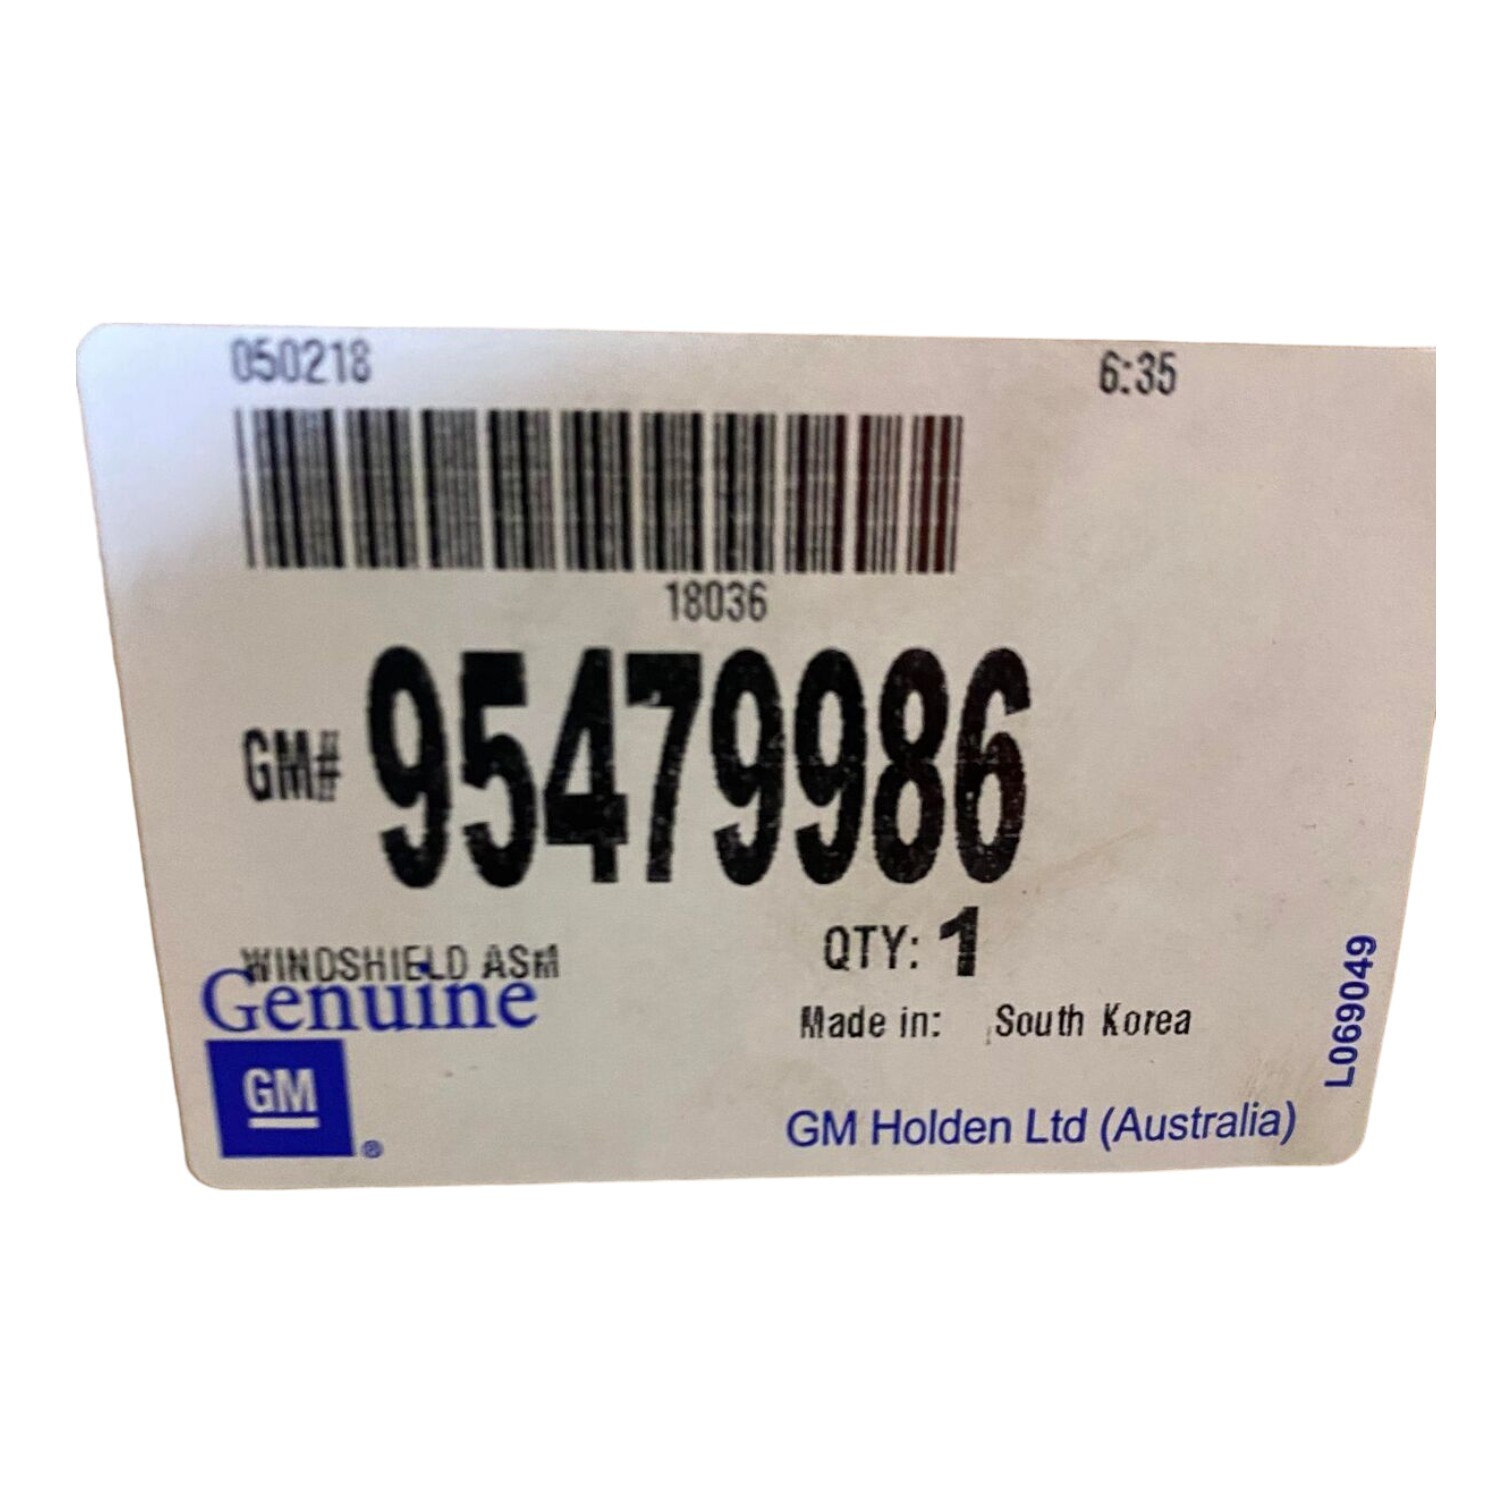 050218 6:35
18036
GM# 95479986
WINDSHIELD ASM
QTY: 1
Genuine
Made in: South Korea
GM
®
GM Holden Ltd (Australia)
L069049